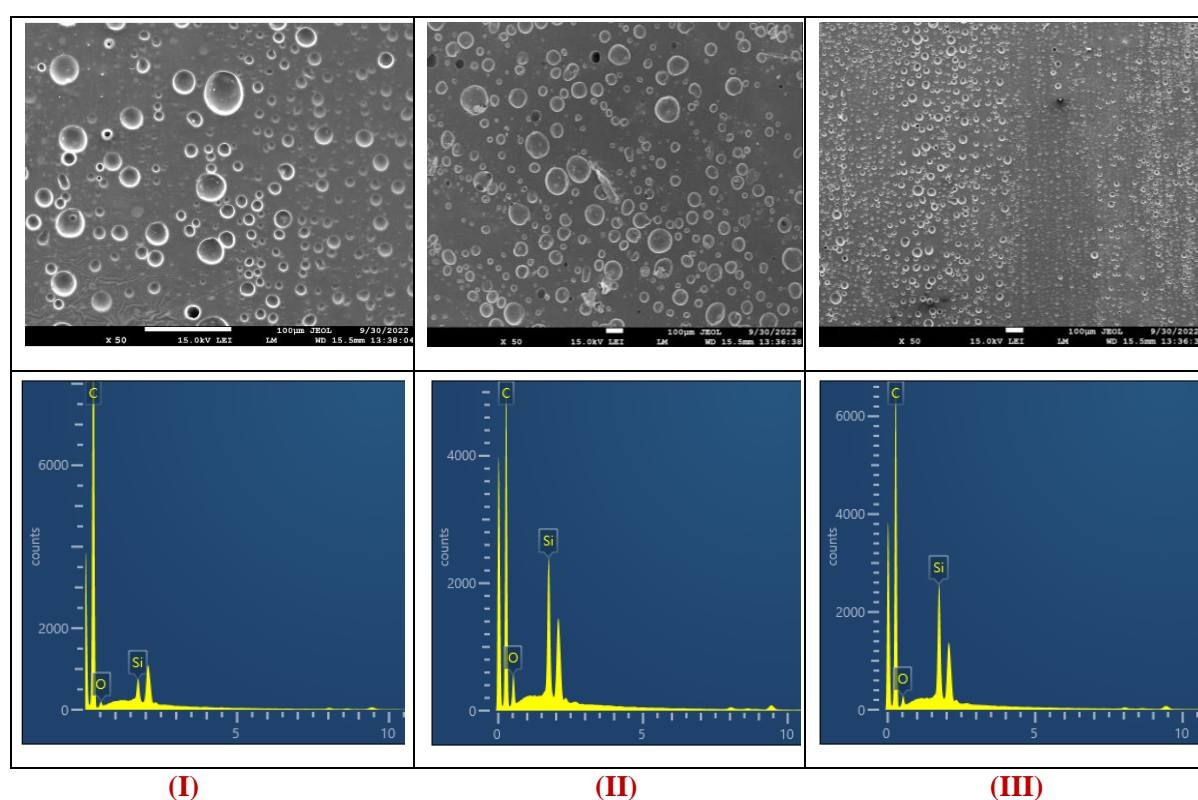 100µm JEOL 9/30/2022
X 50 15.0kV LEI LM WD 15.5mm 13:38:04
100µm JEOL 9/30/2022
X 50 15.0kV LEI LM WD 15.5mm 13:36:38
100µm JEOL 9/30/2022
X 50 15.0kV LEI LM WD 15.5mm 13:36:3
C
6000
counts
2000
Si
O
0
5
10
C
4000
counts
Si
2000
O
0
0
5
10
C
6000
4000
counts
Si
2000
O
0
0
5
10
(I)
(II)
(III)